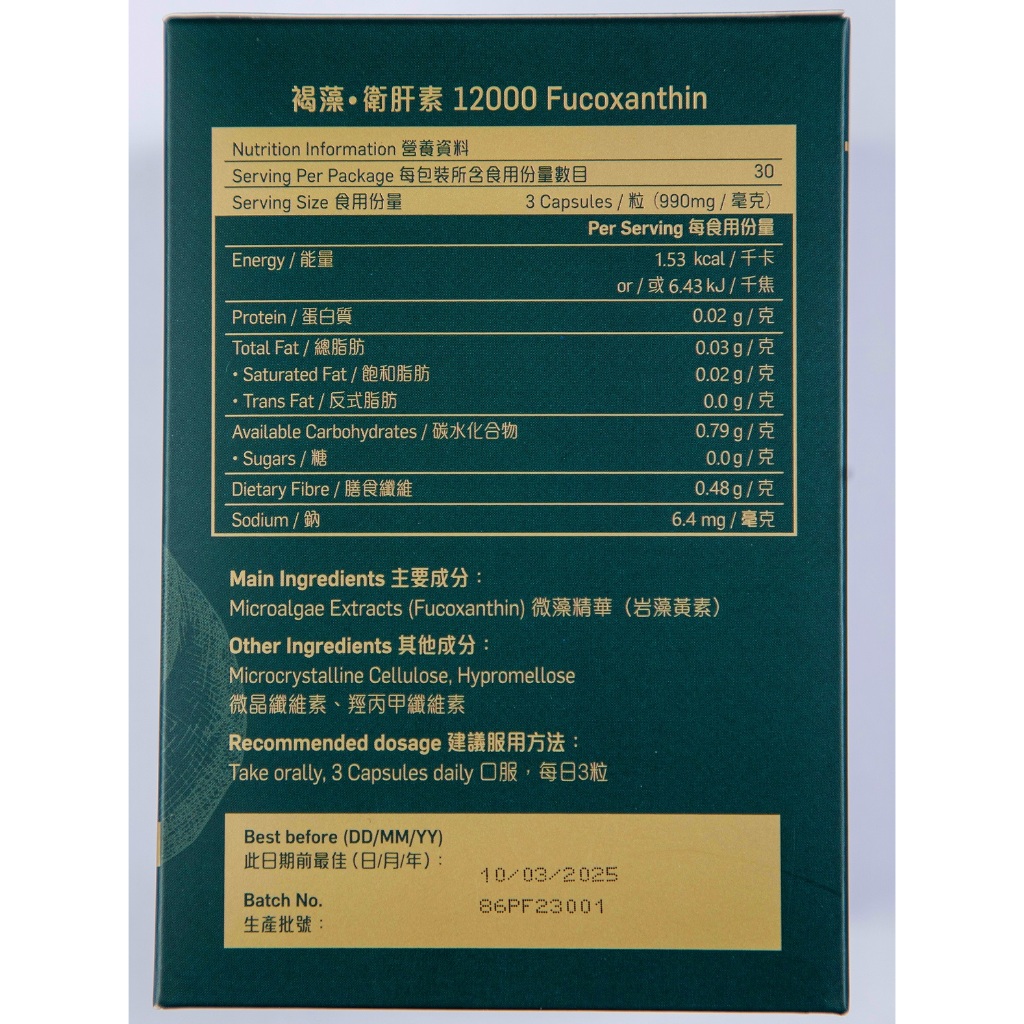 褐藻•衛肝素 12000 Fucoxanthin
Nutrition Information 營養資料
Serving Per Package 每包裝所含食用份量數目 30
Serving Size 食用份量 3 Capsules / 粒（990mg / 毫克）
Per Serving 每食用份量
Energy / 能量 1.53 kcal / 千卡
or / 或 6.43 kJ / 千焦
Protein / 蛋白質 0.02 g / 克
Total Fat / 總脂肪 0.03 g / 克
• Saturated Fat / 飽和脂肪 0.02 g / 克
• Trans Fat / 反式脂肪 0.0 g / 克
Available Carbohydrates / 碳水化合物 0.79 g / 克
• Sugars / 糖 0.0 g / 克
Dietary Fibre / 膳食纖維 0.48 g / 克
Sodium / 鈉 6.4 mg / 毫克
Main Ingredients 主要成分：
Microalgae Extracts (Fucoxanthin) 微藻精華（岩藻黃素）
Other Ingredients 其他成分：
Microcrystalline Cellulose, Hypromellose
微晶纖維素、羥丙甲纖維素
Recommended dosage 建議服用方法：
Take orally, 3 Capsules daily 口服，每日3粒
Best before (DD/MM/YY)
此日期前最佳（日/月/年）：
10/03/2025
Batch No. 86PF23001
生產批號：